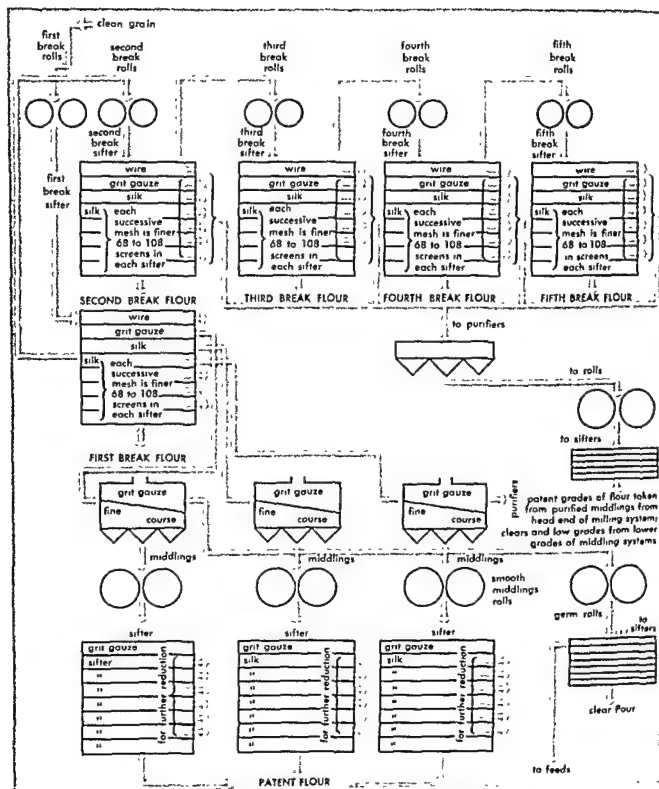 clean grain
first
break
rolls
second
break
rolls
third
break
rolls
fourth
break
rolls
fifth
break
rolls
first
break
sifter
second
break
sifter
wire
grit gauze
silk
silk
each
successive
mesh is finer
68 to 108
screens in
each sifter
SECOND BREAK FLOUR
third
break
sifter
wire
grit gauze
silk
silk
each
successive
mesh is finer
68 to 108
screens in
each sifter
THIRD BREAK FLOUR
fourth
break
sifter
wire
grit gauze
silk
silk
each
successive
mesh is finer
68 to 108
screens in
each sifter
FOURTH BREAK FLOUR
fifth
break
sifter
wire
grit gauze
silk
silk
each
successive
mesh is finer
68 to 108
in screens
each sifter
FIFTH BREAK FLOUR
wire
grit gauze
silk
silk
each
successive
mesh is finer
68 to 108
screens in
each sifter
FIRST BREAK FLOUR
to purifiers
to rolls
to sifters
grit gauze
fine
course
grit gauze
fine
course
grit gauze
fine
course
purifiers
patent grades of flour taken
from purified middlings from
head end of milling system;
clears and low grades from lower
grades of middling systems
middlings
middlings
middlings
smooth
middlings
rolls
germ rolls
to
sifters
clear flour
to feeds
sifter
grit gauze
sifter
"
"
"
"
"
"
for further reduction
sifter
grit gauze
silk
"
"
"
"
"
"
for further reduction
sifter
grit gauze
silk
"
"
"
"
"
"
for further reduction
PATENT FLOUR